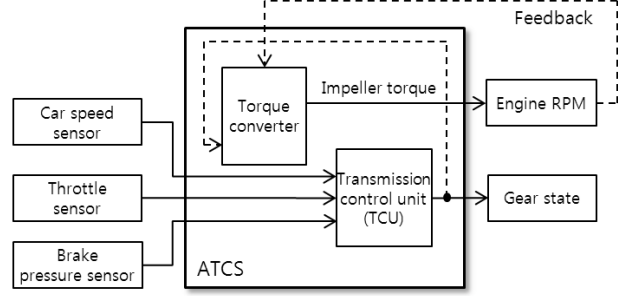 Feedback
Torque
converter
Impeller torque
Engine RPM
Car speed
sensor
Throttle
sensor
Transmission
control unit
(TCU)
Gear state
Brake
pressure sensor
ATCS